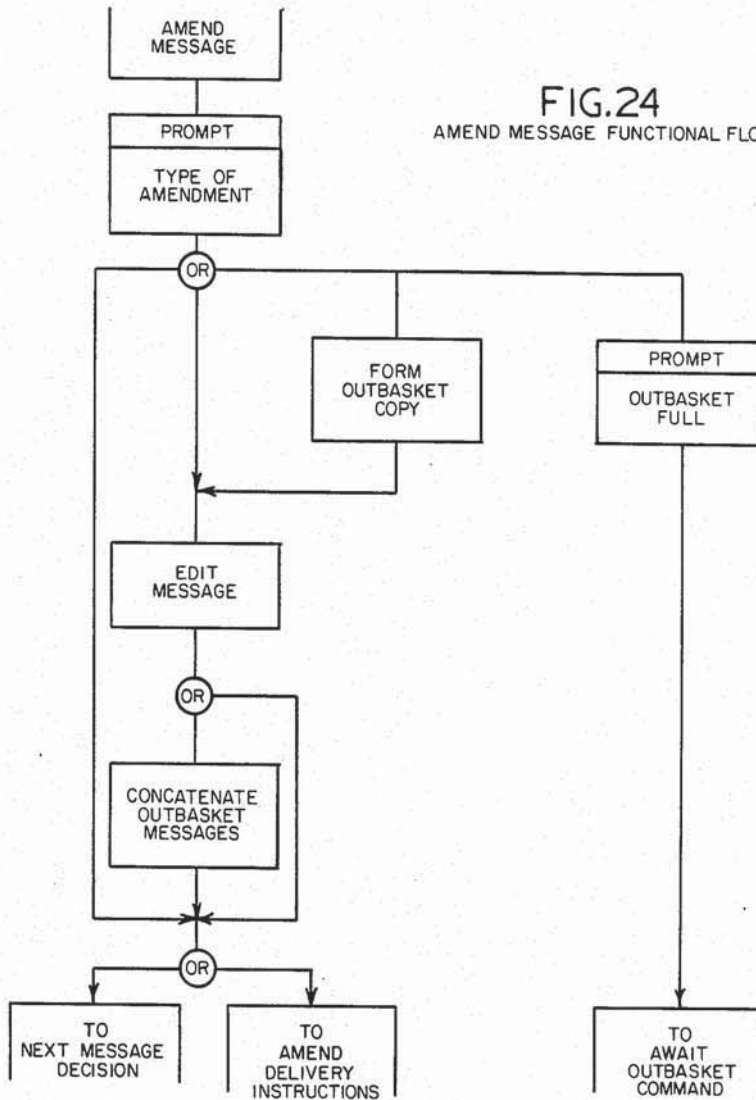 AMEND
MESSAGE
FIG.24
AMEND MESSAGE FUNCTIONAL FLO
PROMPT
TYPE OF
AMENDMENT
OR
FORM
OUTBASKET
COPY
PROMPT
OUTBASKET
FULL
EDIT
MESSAGE
OR
CONCATENATE
OUTBASKET
MESSAGES
OR
TO
NEXT MESSAGE
DECISION
TO
AMEND
DELIVERY
INSTRUCTIONS
TO
AWAIT
OUTBASKET
COMMAND